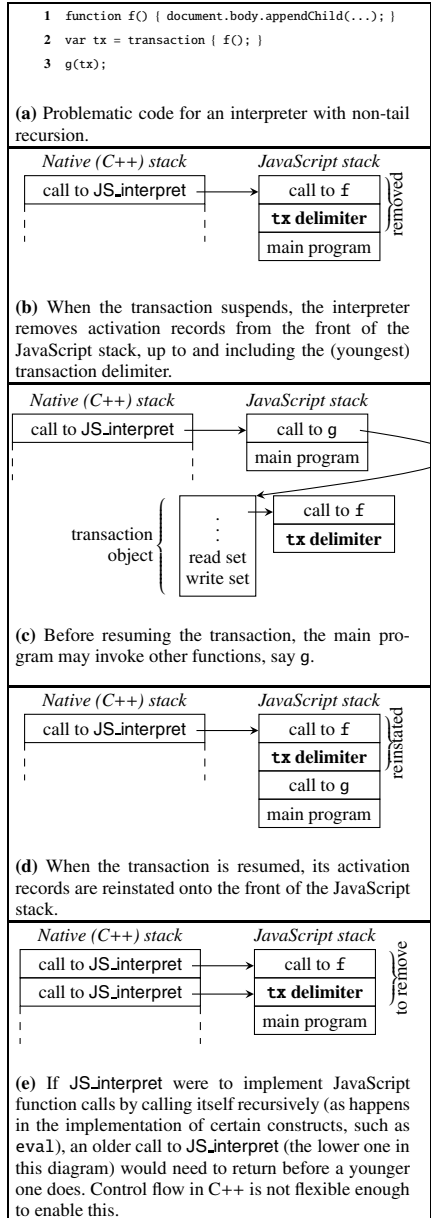 1 function f() { document.body.appendChild(...); }
2 var tx = transaction { f(); }
3 g(tx);
(a) Problematic code for an interpreter with non-tail
recursion.
Native (C++) stack JavaScript stack
call to JS_interpret call to f
tx delimiter
main program
removed
(b) When the transaction suspends, the interpreter
removes activation records from the front of the
JavaScript stack, up to and including the (youngest)
transaction delimiter.
Native (C++) stack JavaScript stack
call to JS_interpret call to g
main program
transaction
object
.
.
.
read set
write set
call to f
tx delimiter
(c) Before resuming the transaction, the main pro-
gram may invoke other functions, say g.
Native (C++) stack JavaScript stack
call to JS_interpret call to f
tx delimiter
call to g
main program
reinstated
(d) When the transaction is resumed, its activation
records are reinstated onto the front of the JavaScript
stack.
Native (C++) stack JavaScript stack
call to JS_interpret call to f
call to JS_interpret tx delimiter
main program
to remove
(e) If JS_interpret were to implement JavaScript
function calls by calling itself recursively (as happens
in the implementation of certain constructs, such as
eval), an older call to JS_interpret (the lower one in
this diagram) would need to return before a younger
one does. Control flow in C++ is not flexible enough
to enable this.